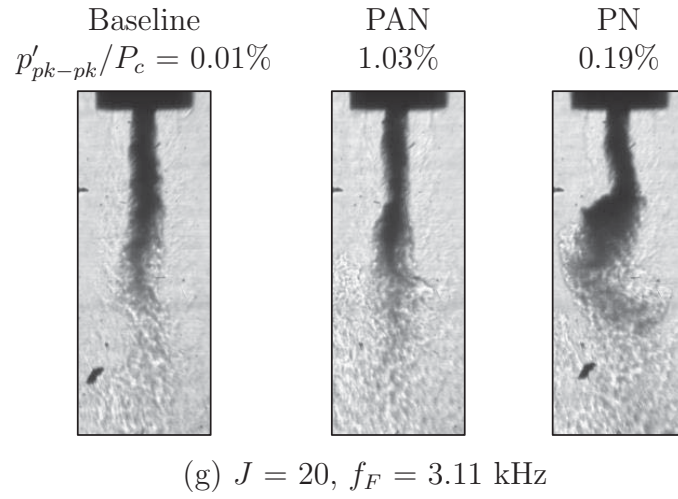 Baseline PAN PN
p′pk−pk/Pc = 0.01% 1.03% 0.19%
(g) J = 20, fF = 3.11 kHz